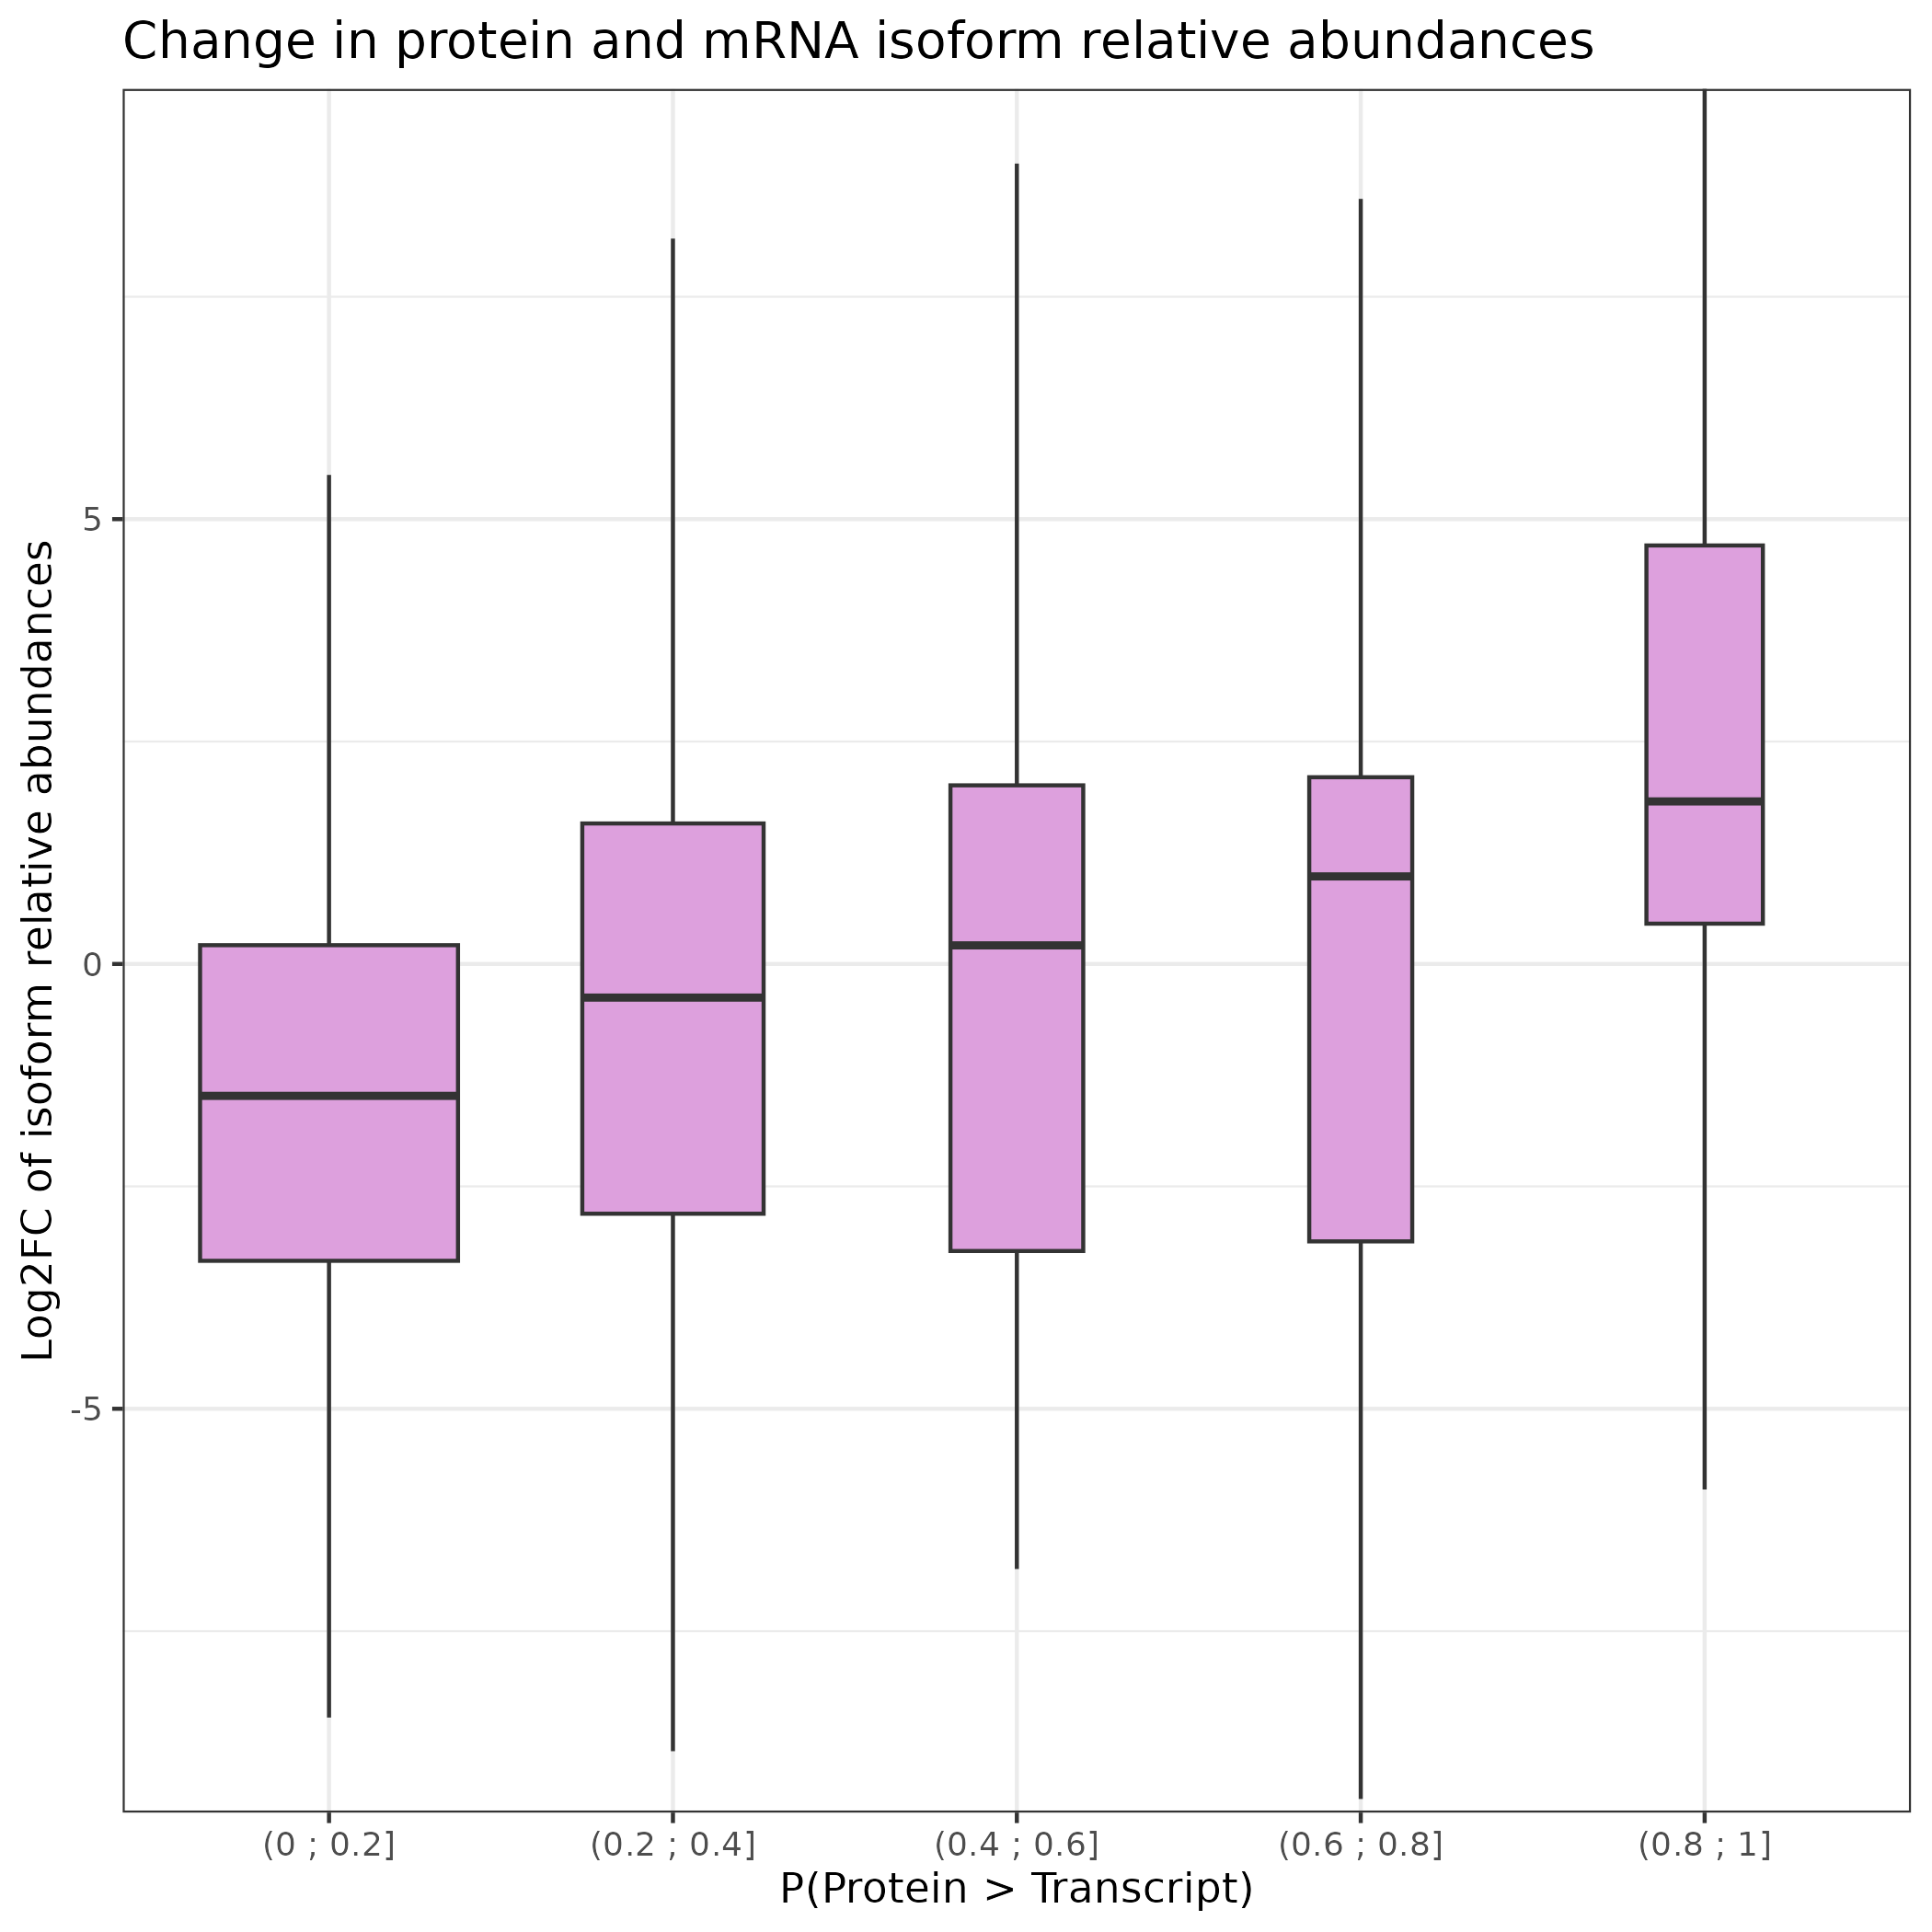 Change in protein and mRNA isoform relative abundances
Log2FC of isoform relative abundances
5
0
-5
(0 ; 0.2]
(0.2 ; 0.4]
(0.4 ; 0.6]
(0.6 ; 0.8]
(0.8 ; 1]
P(Protein > Transcript)